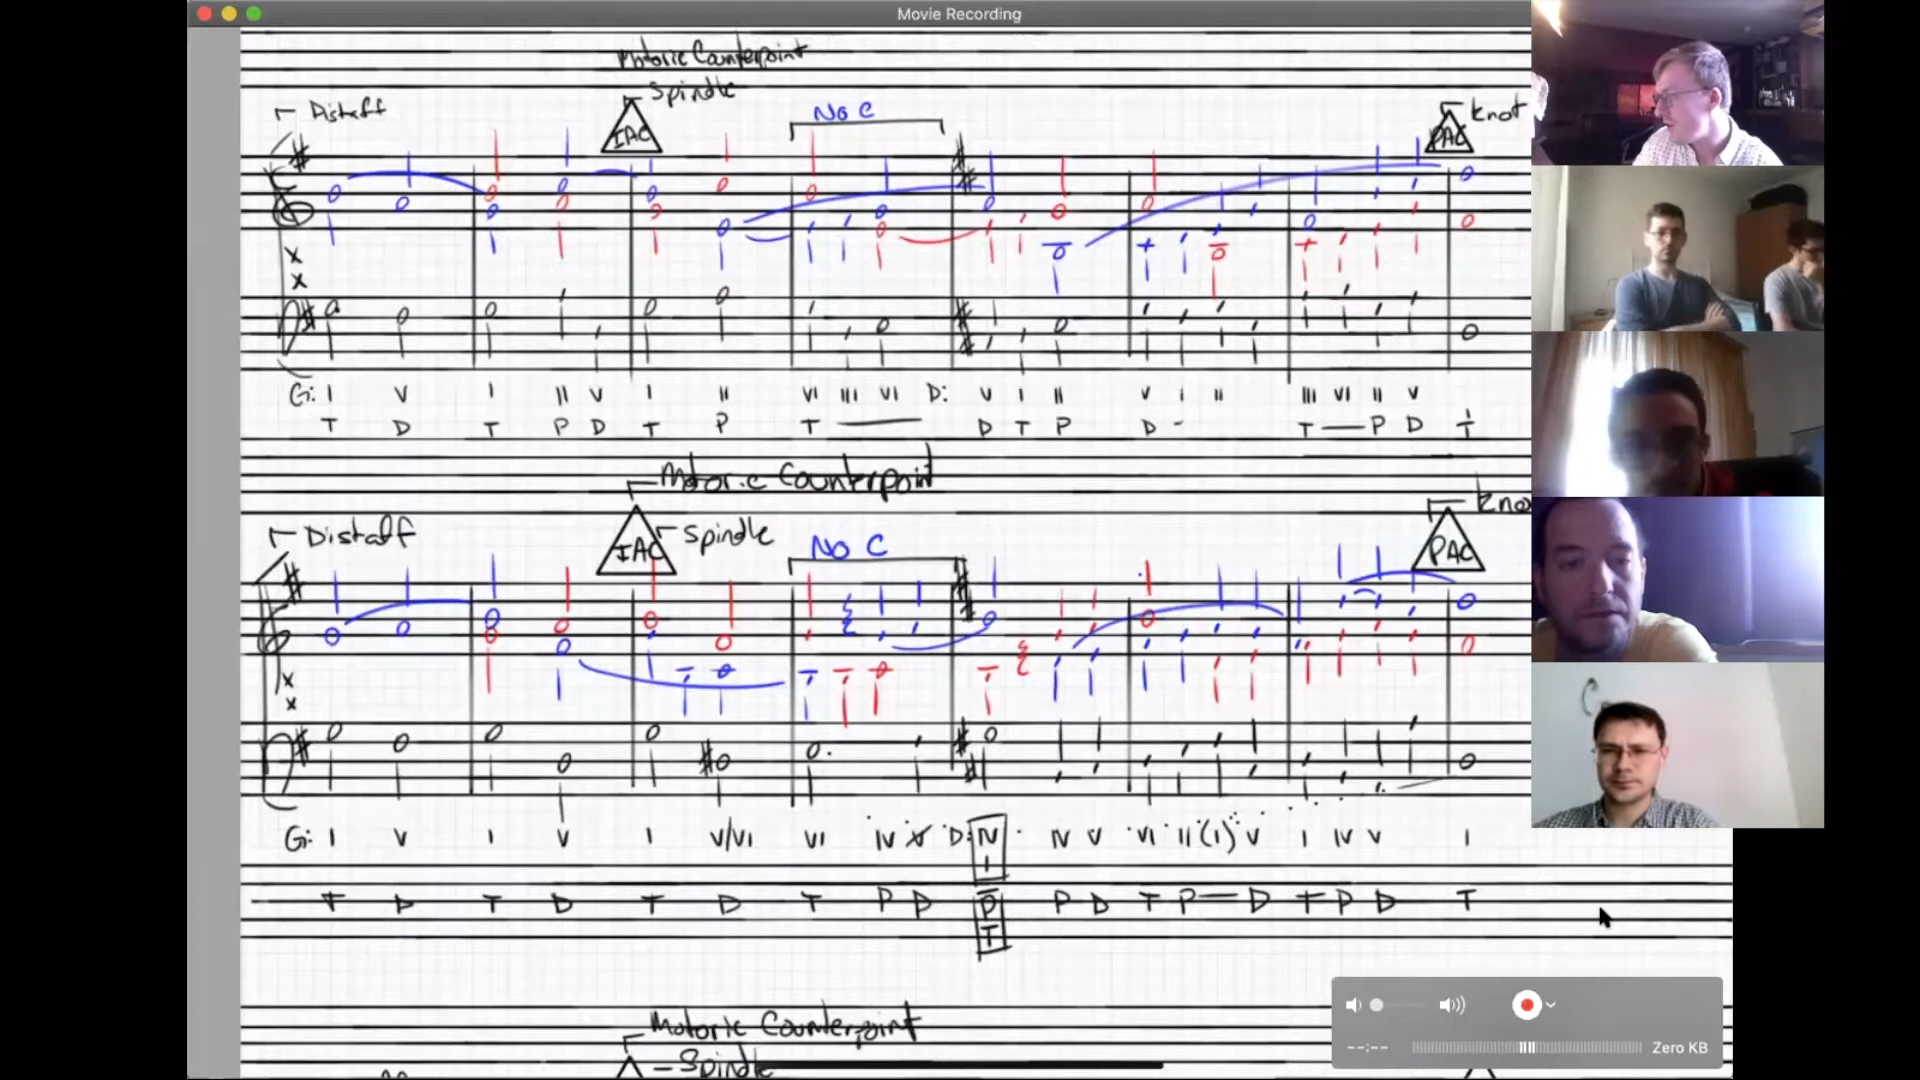 Movie Recording
Motoric Counterpoint
Distaff
Spindle
IAC
No C
PAC
knot
G: I V I II V I II VI III VI D: V I II V I II III VI II V I
T D T P D T P T D T P D - T P D T
Motoric Counterpoint
Distaff
IAC
Spindle
No C
PAC
kno
G: I V I V I V/VI VI IV V D: IV IV V VI II (I) V I IV V I
I
T D T D T D T P D P P D T P D T P D T
T
Motoric Counterpoint
Spindle
--:--
Zero KB